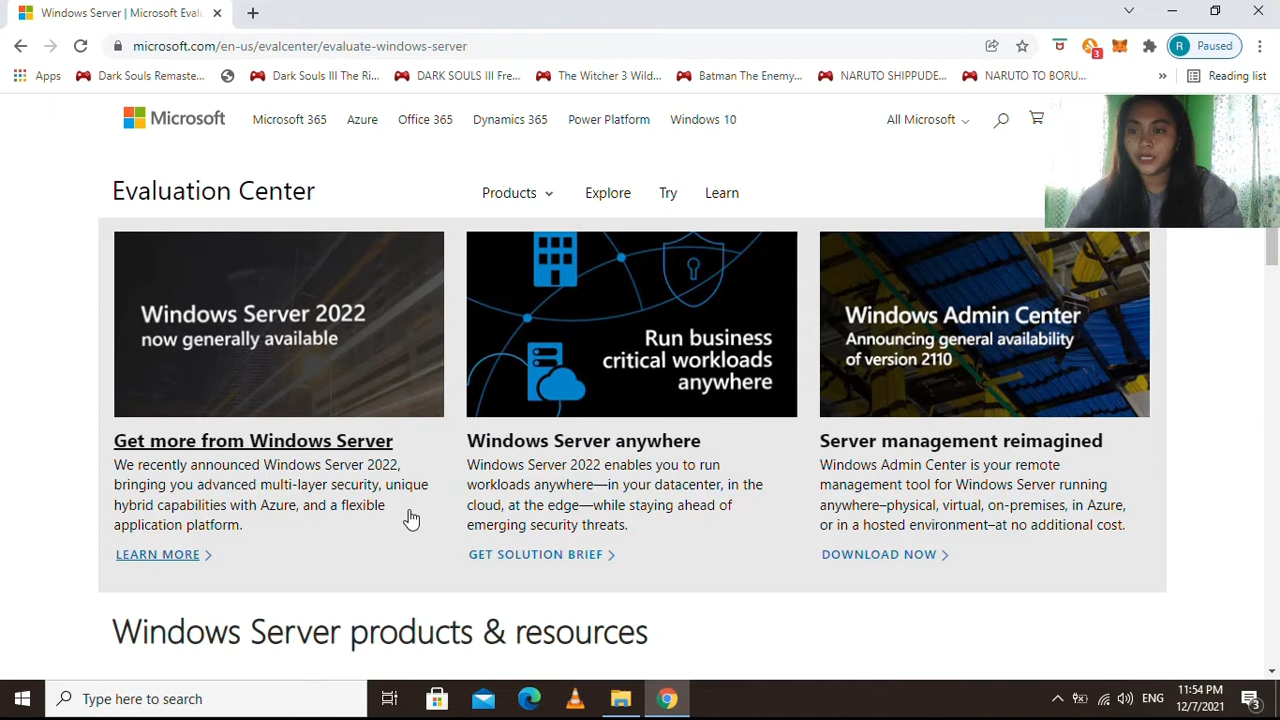 Windows Server | Microsoft Eval
microsoft.com/en-us/evalcenter/evaluate-windows-server
3
R Paused
Apps
Dark Souls Remaste...
Dark Souls III The Ri...
DARK SOULS III Fre...
The Witcher 3 Wild...
Batman The Enemy...
NARUTO SHIPPUDE...
NARUTO TO BORU...
»
Reading list
Microsoft
Microsoft 365
Azure
Office 365
Dynamics 365
Power Platform
Windows 10
All Microsoft
Evaluation Center
Products
Explore
Try
Learn
Windows Server 2022
now generally available
Run business
critical workloads
anywhere
Windows Admin Center
Announcing general availability
of version 2110
Get more from Windows Server
We recently announced Windows Server 2022,
bringing you advanced multi-layer security, unique
hybrid capabilities with Azure, and a flexible
application platform.
LEARN MORE
Windows Server anywhere
Windows Server 2022 enables you to run
workloads anywhere—in your datacenter, in the
cloud, at the edge—while staying ahead of
emerging security threats.
GET SOLUTION BRIEF
Server management reimagined
Windows Admin Center is your remote
management tool for Windows Server running
anywhere–physical, virtual, on-premises, in Azure,
or in a hosted environment–at no additional cost.
DOWNLOAD NOW
Windows Server products & resources
Type here to search
ENG
11:54 PM
12/7/2021
3